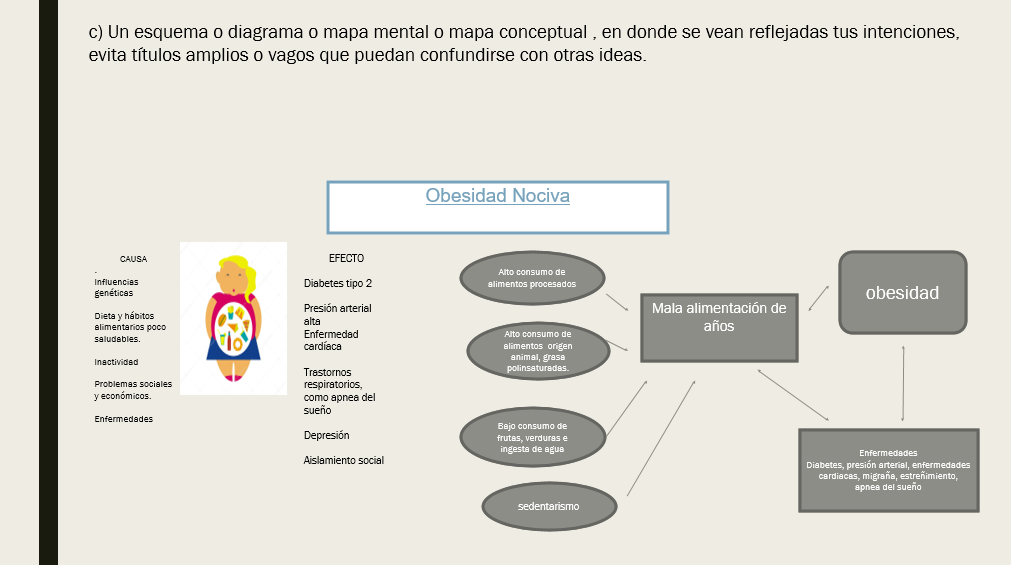 c) Un esquema o diagrama o mapa mental o mapa conceptual , en donde se vean reflejadas tus intenciones,
evita títulos amplios o vagos que puedan confundirse con otras ideas.
Obesidad Nociva
CAUSA
.
Influencias
genéticas
Dieta y hábitos
alimentarios poco
saludables.
Inactividad
Problemas sociales
y económicos.
Enfermedades
EFECTO
Diabetes tipo 2
Presión arterial
alta
Enfermedad
cardíaca
Trastornos
respiratorios,
como apnea del
sueño
Depresión
Aislamiento social
Alto consumo de
alimentos procesados
Alto consumo de
alimentos origen
animal, grasa
polinsaturadas.
Bajo consumo de
frutas, verduras e
ingesta de agua
sedentarismo
Mala alimentación de
años
obesidad
Enfermedades
Diabetes, presión arterial, enfermedades
cardiacas, migraña, estreñimiento,
apnea del sueño